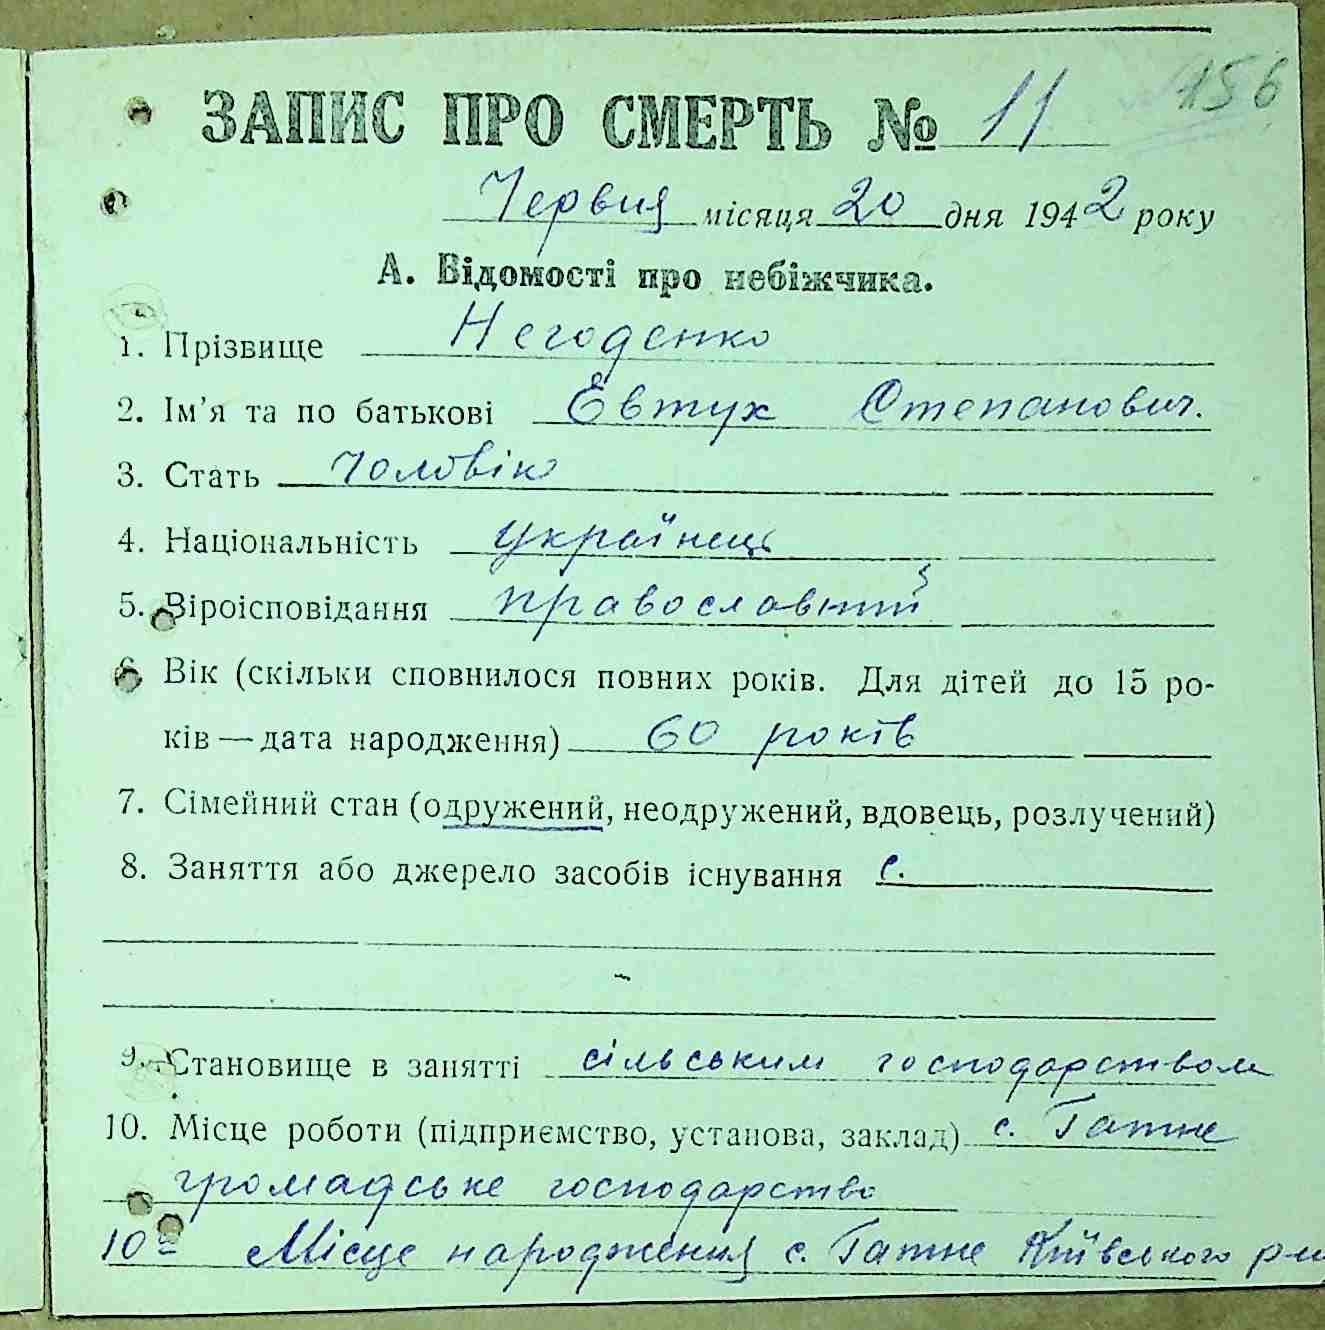 156
ЗАПИС ПРО СМЕРТЬ № 11
Червня місяця 20 дня 1942 року
А. Відомості про небіжчика.
1. Прізвище Негоденко
2. Ім'я та по батькові Евтух Степанович.
3. Стать чоловік
4. Національність українець
5. Віроісповідання православний
6. Вік (скільки сповнилося повних років. Для дітей до 15 ро-
ків — дата народження) 60 років
7. Сімейний стан (одружений, неодружений, вдовець, розлучений)
8. Заняття або джерело засобів існування с.
9. Становище в занятті сільським господарством
10. Місце роботи (підприємство, установа, заклад) с. Гатне
громадське господарство
10а Місце народження с. Гатне Київського р-ну